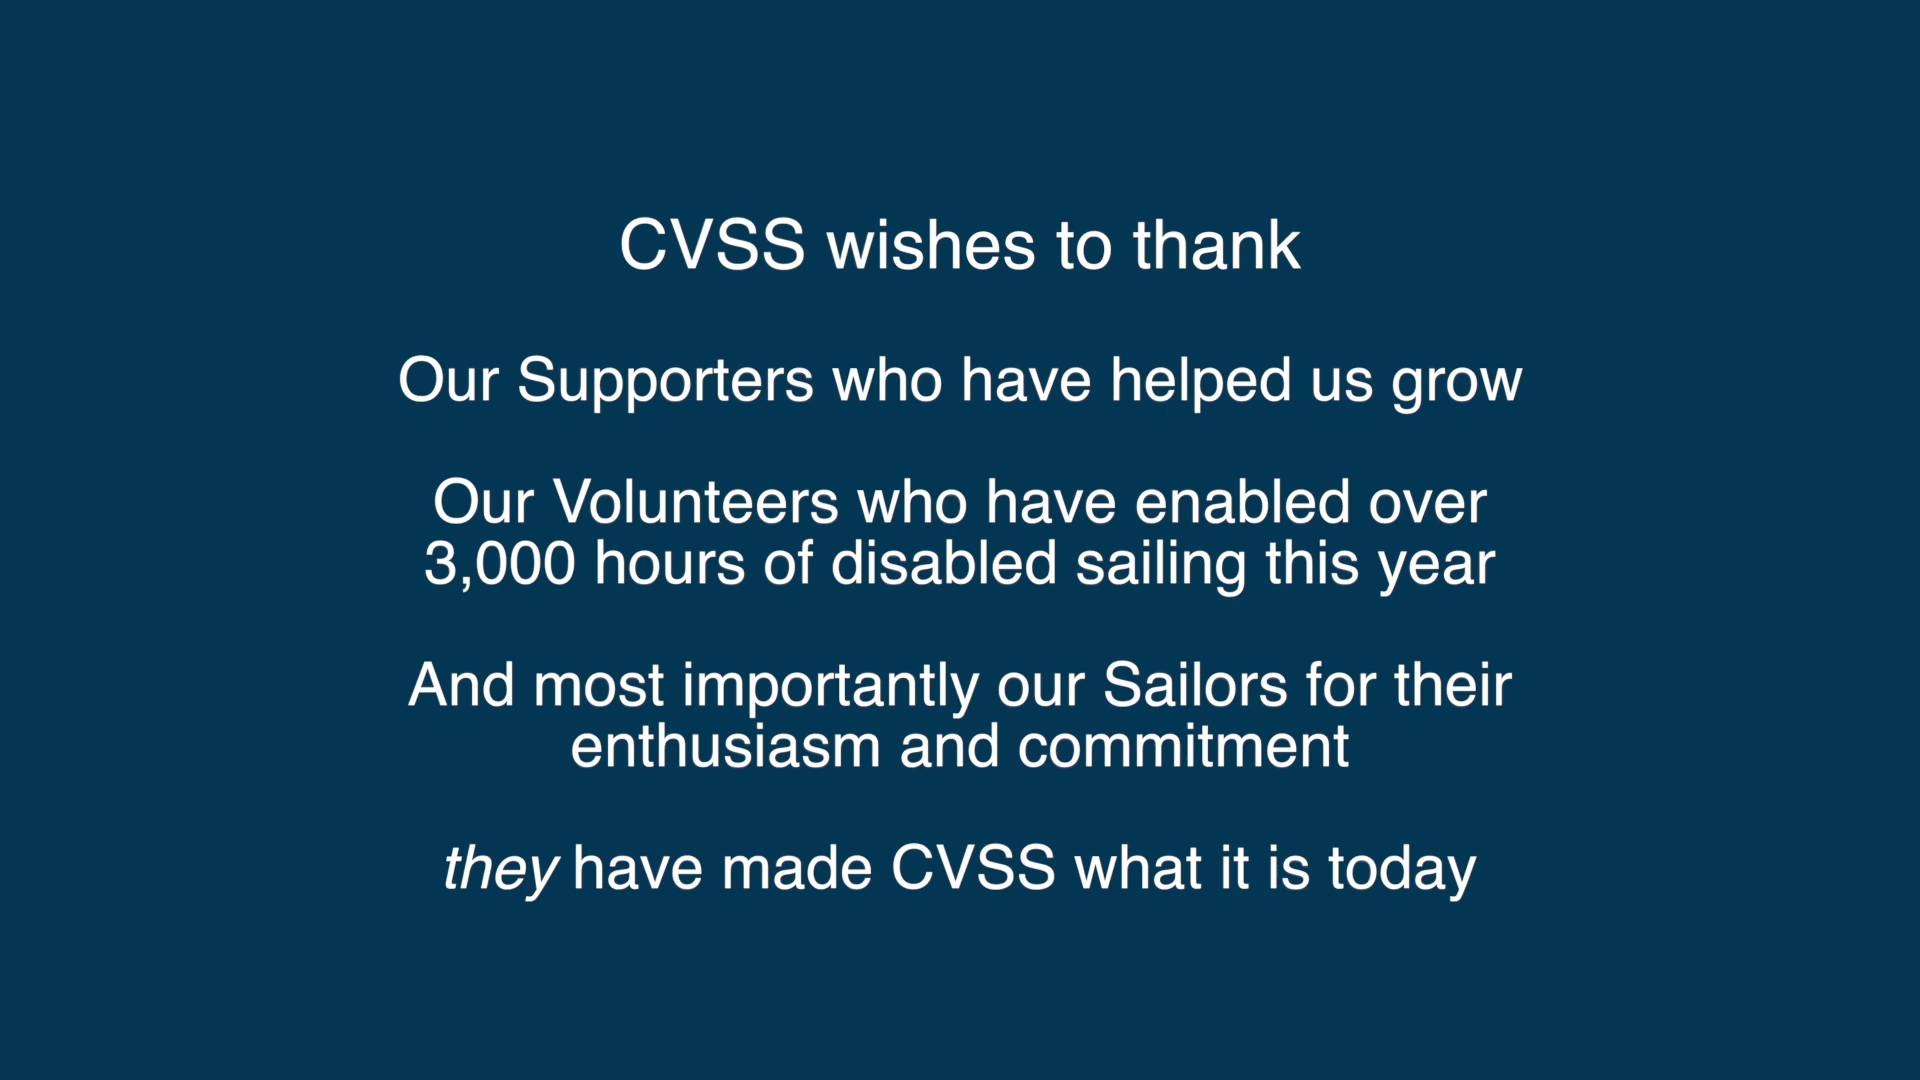 CVSS wishes to thank
Our Supporters who have helped us grow
Our Volunteers who have enabled over
3,000 hours of disabled sailing this year
And most importantly our Sailors for their
enthusiasm and commitment
they have made CVSS what it is today